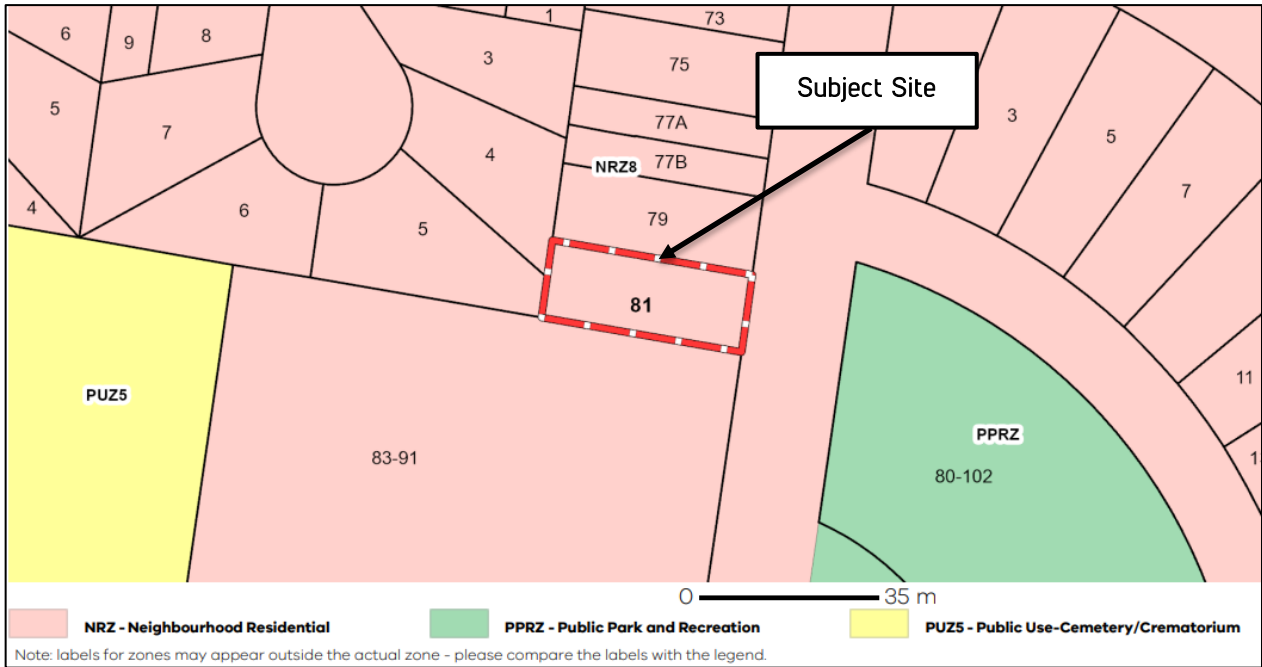 1
73
6
9
8
3
75
Subject Site
5
7
77A
3
5
4
NRZ8
77B
7
4
6
5
79
81
11
PUZ5
PPRZ
83-91
80-102
1
0
35 m
NRZ - Neighbourhood Residential
PPRZ - Public Park and Recreation
PUZ5 - Public Use-Cemetery/Crematorium
Note: labels for zones may appear outside the actual zone - please compare the labels with the legend.